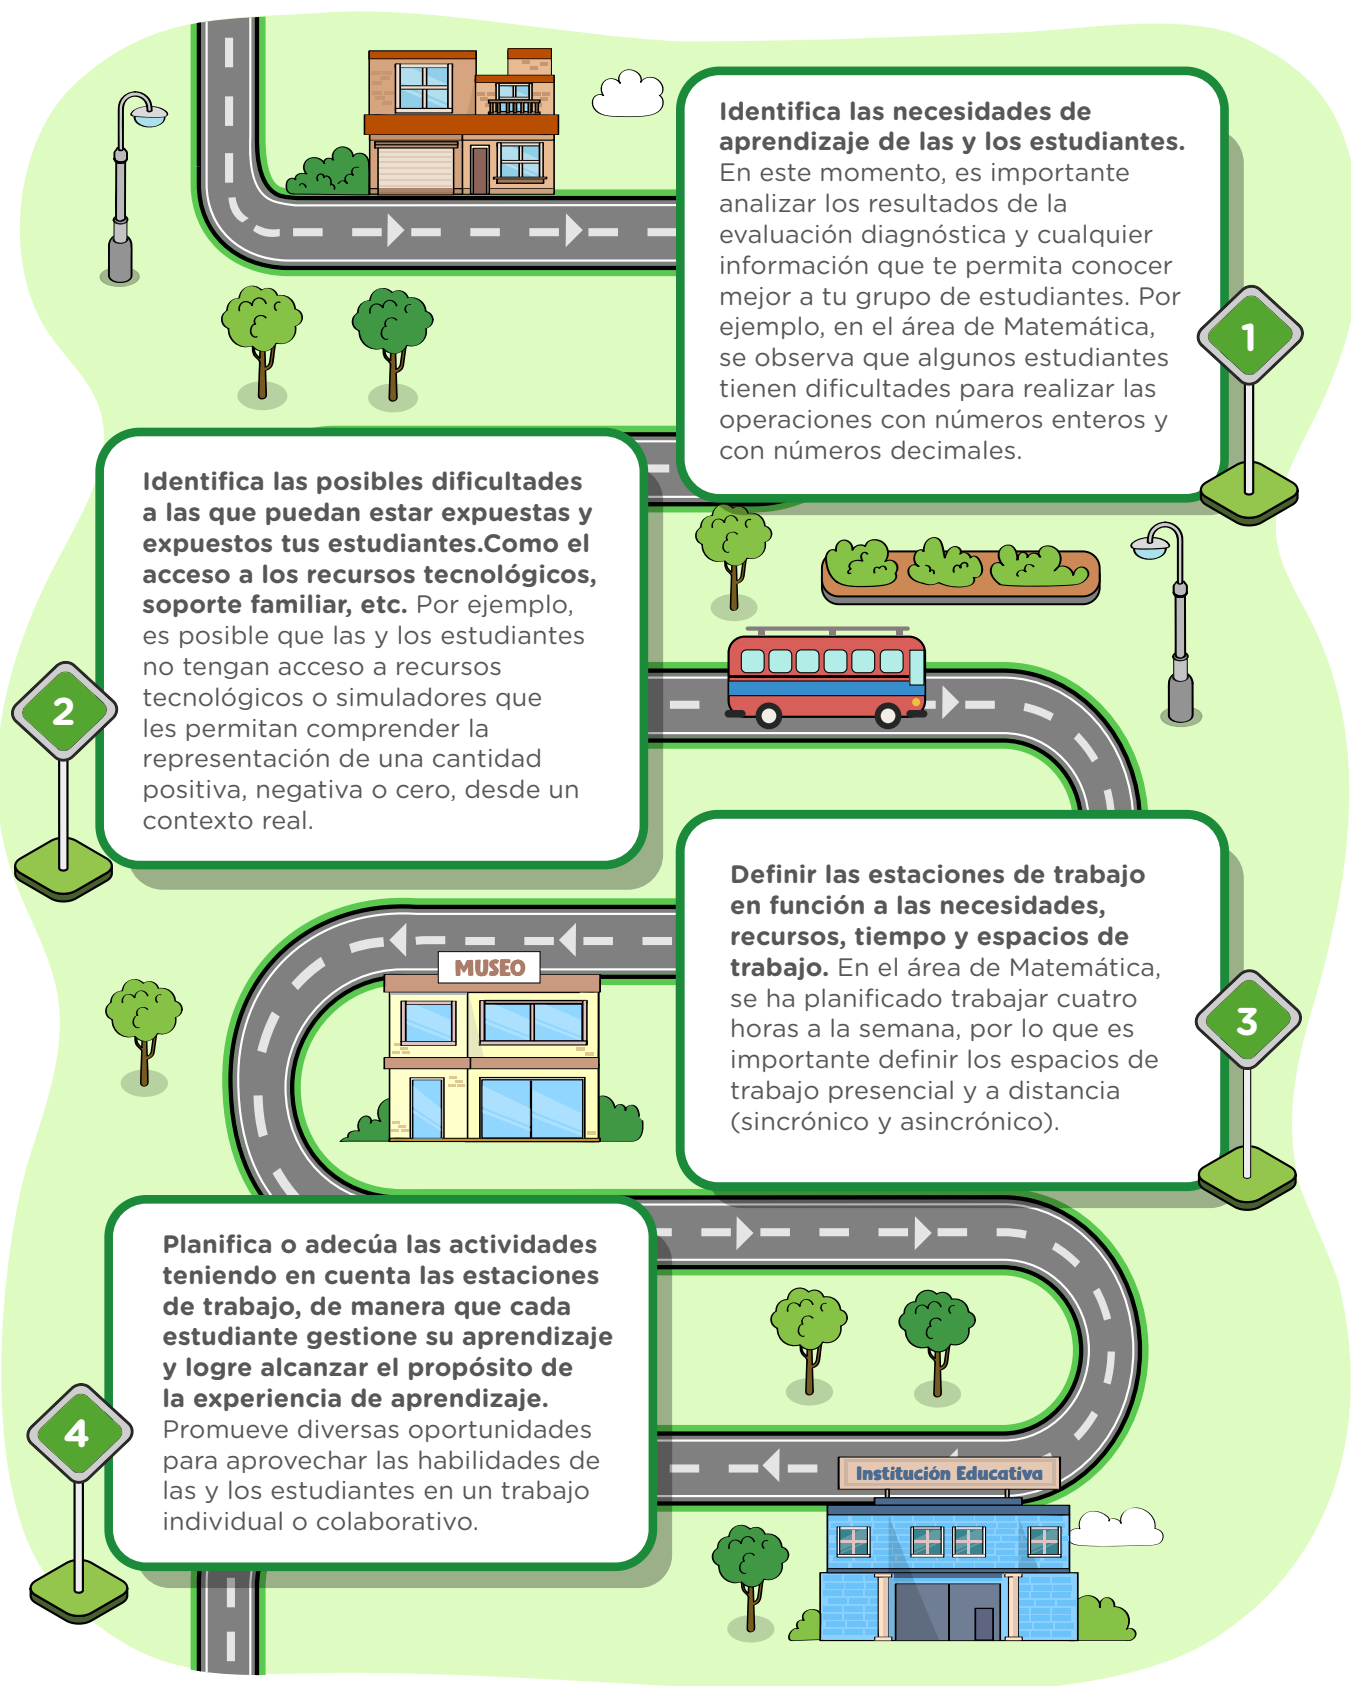 Identifica las necesidades de
aprendizaje de las y los estudiantes.
En este momento, es importante
analizar los resultados de la
evaluación diagnóstica y cualquier
información que te permita conocer
mejor a tu grupo de estudiantes. Por
ejemplo, en el área de Matemática,
se observa que algunos estudiantes
tienen dificultades para realizar las
operaciones con números enteros y
con números decimales.
1
Identifica las posibles dificultades
a las que puedan estar expuestas y
expuestos tus estudiantes.Como el
acceso a los recursos tecnológicos,
soporte familiar, etc. Por ejemplo,
es posible que las y los estudiantes
no tengan acceso a recursos
tecnológicos o simuladores que
les permitan comprender la
representación de una cantidad
positiva, negativa o cero, desde un
contexto real.
2
Definir las estaciones de trabajo
en función a las necesidades,
recursos, tiempo y espacios de
trabajo. En el área de Matemática,
se ha planificado trabajar cuatro
horas a la semana, por lo que es
importante definir los espacios de
trabajo presencial y a distancia
(sincrónico y asincrónico).
3
MUSEO
Planifica o adecúa las actividades
teniendo en cuenta las estaciones
de trabajo, de manera que cada
estudiante gestione su aprendizaje
y logre alcanzar el propósito de
la experiencia de aprendizaje.
Promueve diversas oportunidades
para aprovechar las habilidades de
las y los estudiantes en un trabajo
individual o colaborativo.
4
Institución Educativa